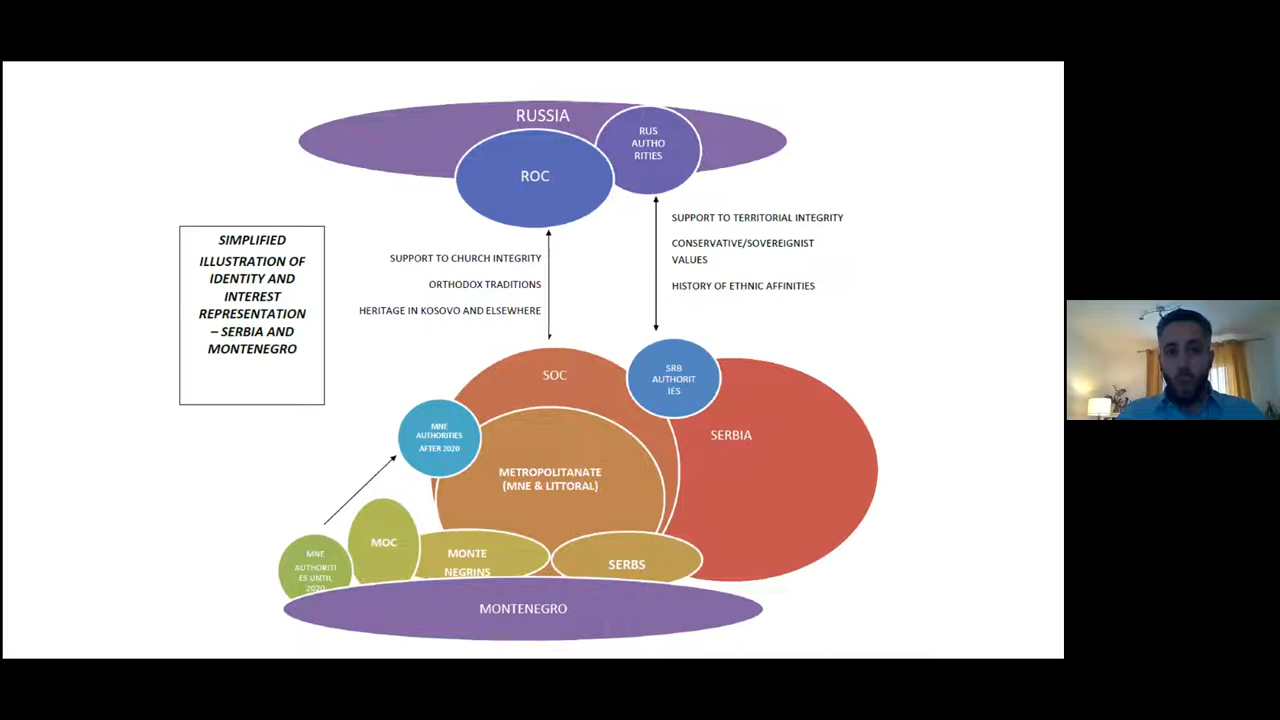 RUSSIA
RUS
AUTHO
RITIES
ROC
SUPPORT TO TERRITORIAL INTEGRITY
CONSERVATIVE/SOVEREIGNIST
VALUES
HISTORY OF ETHNIC AFFINITIES
SIMPLIFIED
ILLUSTRATION OF
IDENTITY AND
INTEREST
REPRESENTATION
– SERBIA AND
MONTENEGRO
SUPPORT TO CHURCH INTEGRITY
ORTHODOX TRADITIONS
HERITAGE IN KOSOVO AND ELSEWHERE
SOC
SRB
AUTHORIT
IES
MNE
AUTHORITIES
AFTER 2020
SERBIA
METROPOLITANATE
(MNE & LITTORAL)
MOC
MNE
AUTHORITI
ES UNTIL
2020
MONTE
NEGRINS
SERBS
MONTENEGRO